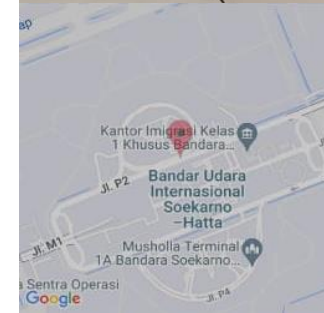 ap
Kantor Imigrasi Kelas
1 Khusus Bandara...
Jl. P2
Bandar Udara
Internasional
Soekarno
–Hatta
Jl. M1
Musholla Terminal
1A Bandara Soekarno...
a Sentra Operasi
Google
Jl. P4